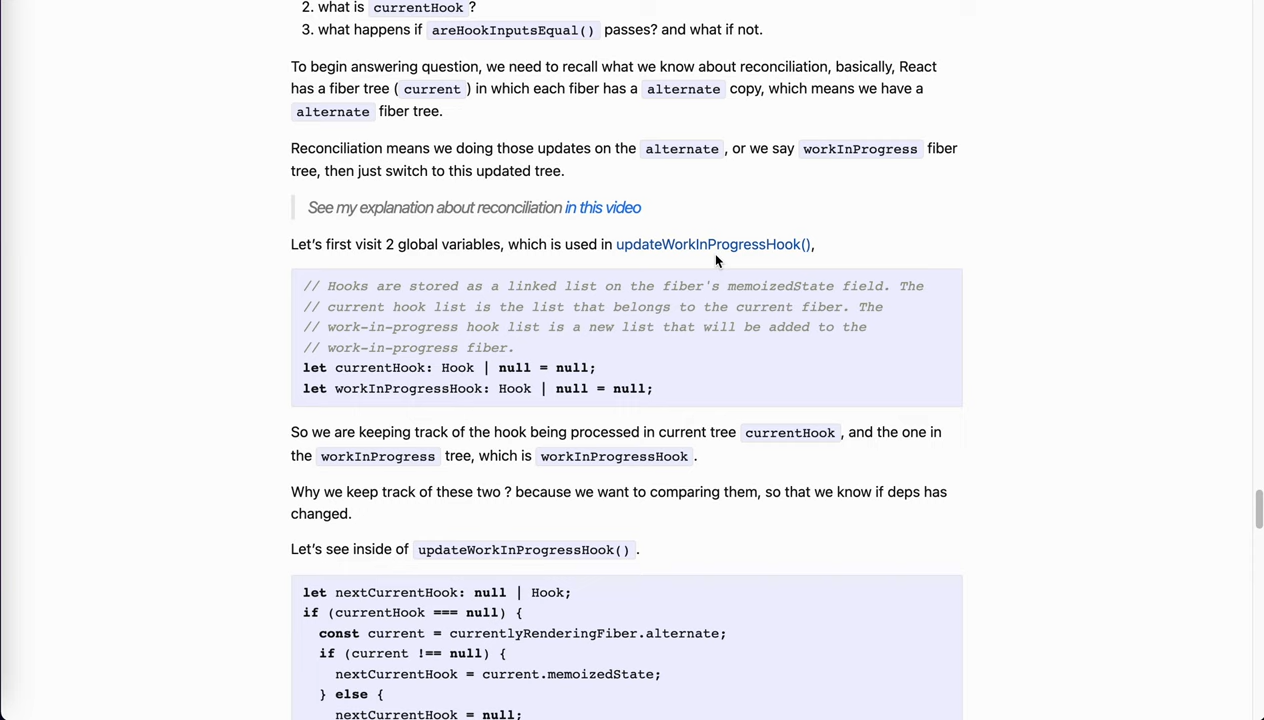 2. what is currentHook ?
3. what happens if areHookInputsEqual() passes? and what if not.
To begin answering question, we need to recall what we know about reconciliation, basically, React
has a fiber tree ( current ) in which each fiber has a alternate copy, which means we have a
alternate fiber tree.
Reconciliation means we doing those updates on the alternate , or we say workInProgress fiber
tree, then just switch to this updated tree.
See my explanation about reconciliation in this video
Let's first visit 2 global variables, which is used in updateWorkInProgressHook(),
// Hooks are stored as a linked list on the fiber's memoizedState field. The
// current hook list is the list that belongs to the current fiber. The
// work-in-progress hook list is a new list that will be added to the
// work-in-progress fiber.
let currentHook: Hook | null = null;
let workInProgressHook: Hook | null = null;
So we are keeping track of the hook being processed in current tree currentHook , and the one in
the workInProgress tree, which is workInProgressHook .
Why we keep track of these two ? because we want to comparing them, so that we know if deps has
changed.
Let's see inside of updateWorkInProgressHook() .
let nextCurrentHook: null | Hook;
if (currentHook === null) {
  const current = currentlyRenderingFiber.alternate;
  if (current !== null) {
    nextCurrentHook = current.memoizedState;
  } else {
    nextCurrentHook = null;